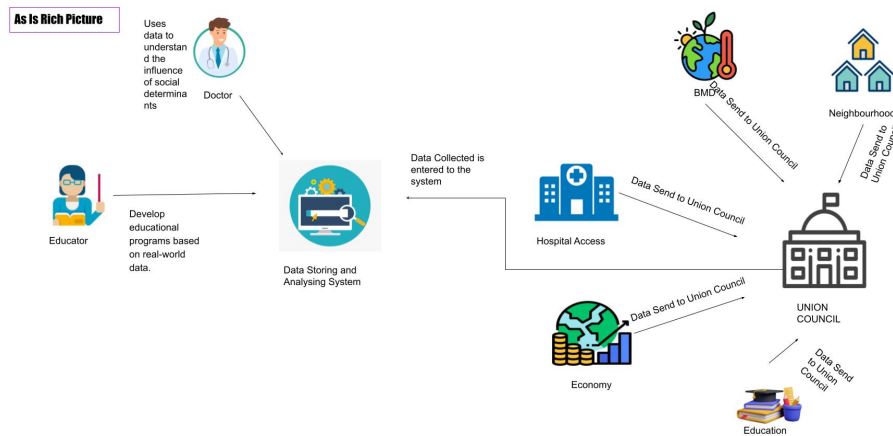 As Is Rich Picture
Uses
data to
understan
d the
influence
of social
determina
nts
Doctor
BMD
Data Send to Union Council
Neighbourhood
Data Send to
Union Council
Data Collected is
entered to the
system
Data Send to Union Council
Hospital Access
Educator
Develop
educational
programs based
on real-world
data.
Data Storing and
Analysing System
Data Send to Union Council
UNION
COUNCIL
Economy
Data Send
to Union
Council
Education